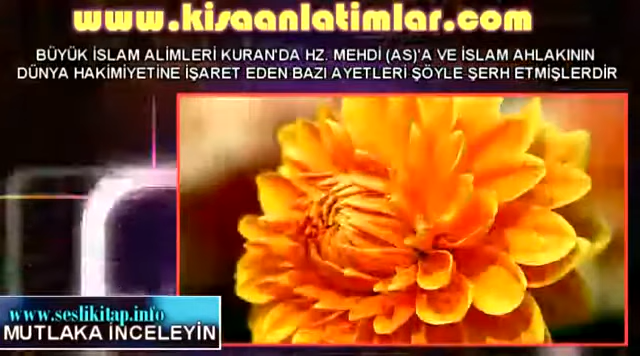 www.kisaanlatimlar.com
BÜYÜK İSLAM ALİMLERİ KURAN'DA HZ. MEHDİ (AS)'A VE İSLAM AHLAKININ
DÜNYA HAKİMİYETİNE İŞARET EDEN BAZI AYETLERİ ŞÖYLE ŞERH ETMİŞLERDİR
www.seslikitap.info
MUTLAKA İNCELEYİN